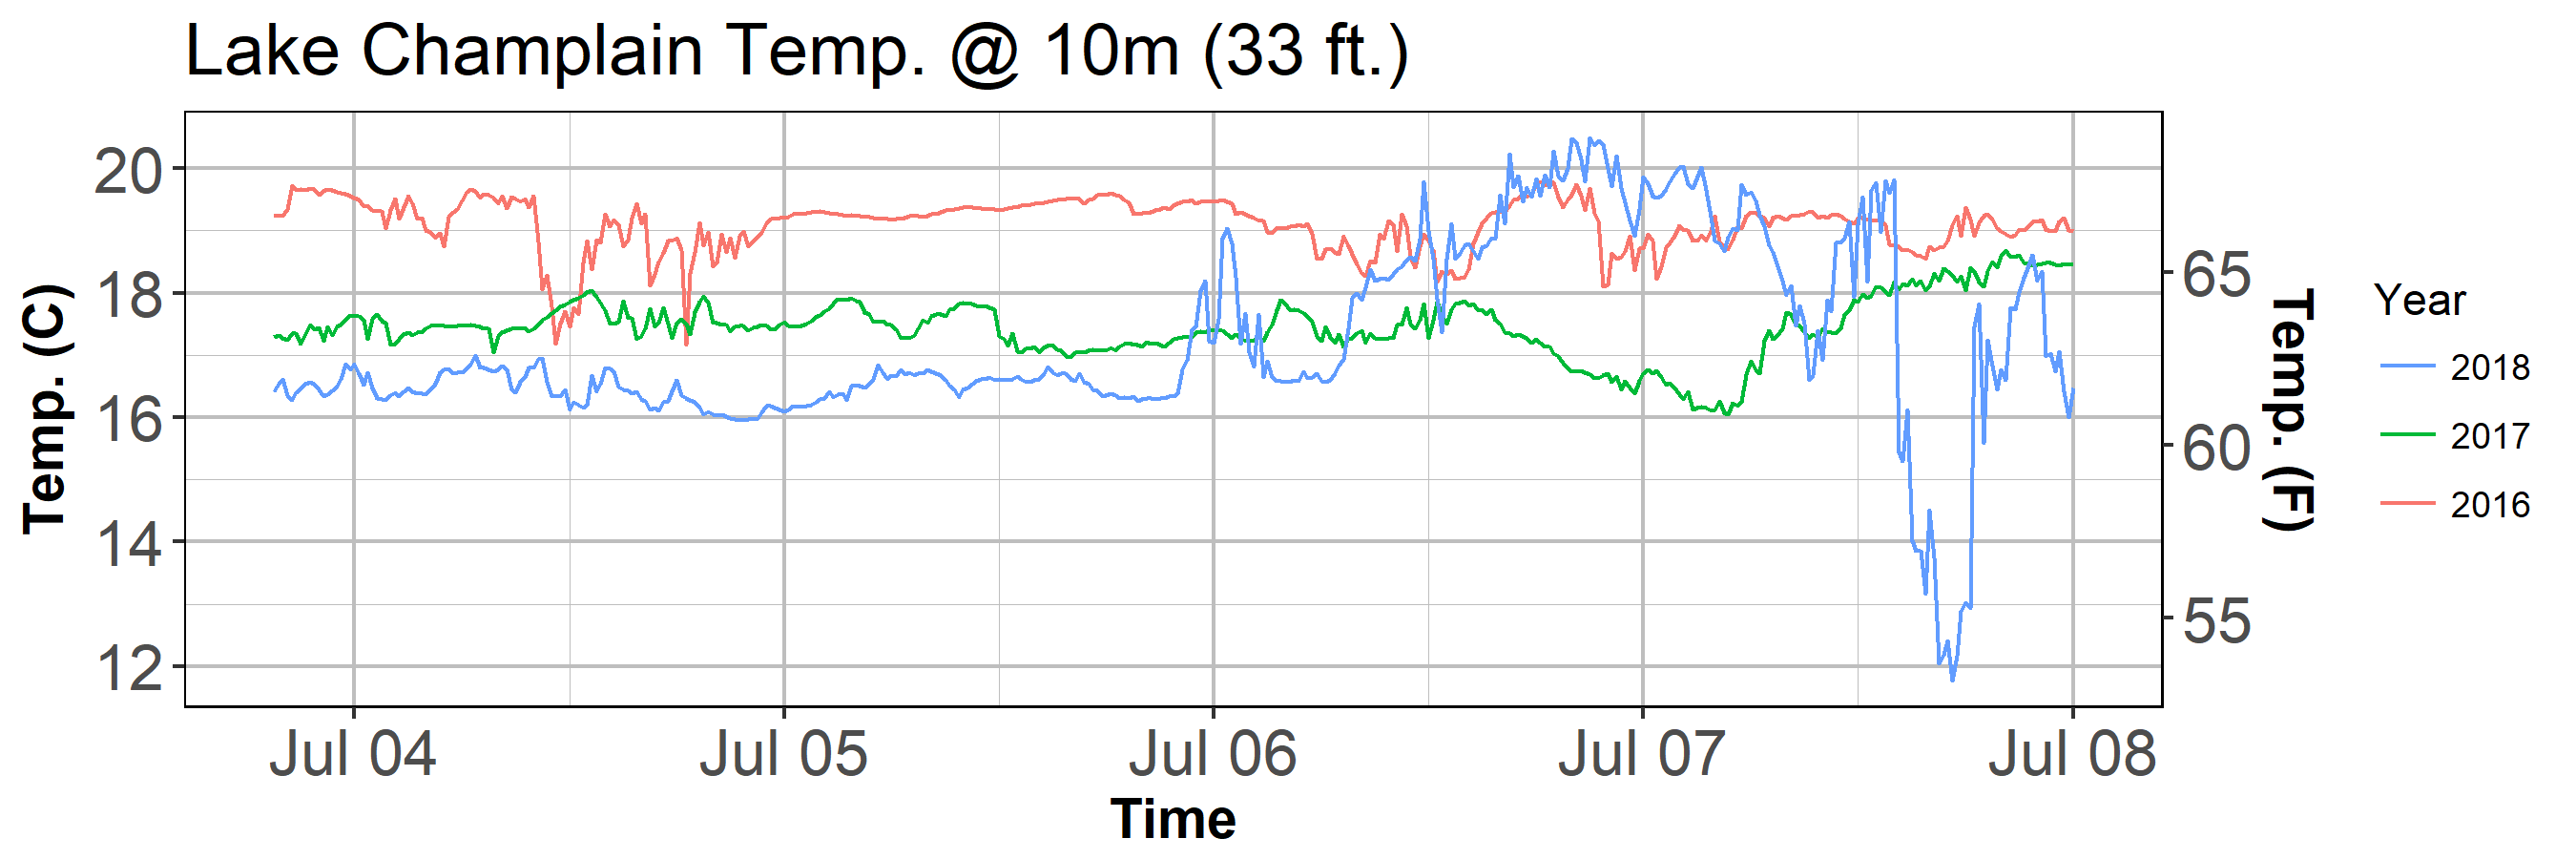 Lake Champlain Temp. @ 10m (33 ft.)
Temp. (C)
20
18
16
14
12
65
60
55
Temp. (F)
Jul 04
Jul 05
Jul 06
Jul 07
Jul 08
Time
Year
2018
2017
2016